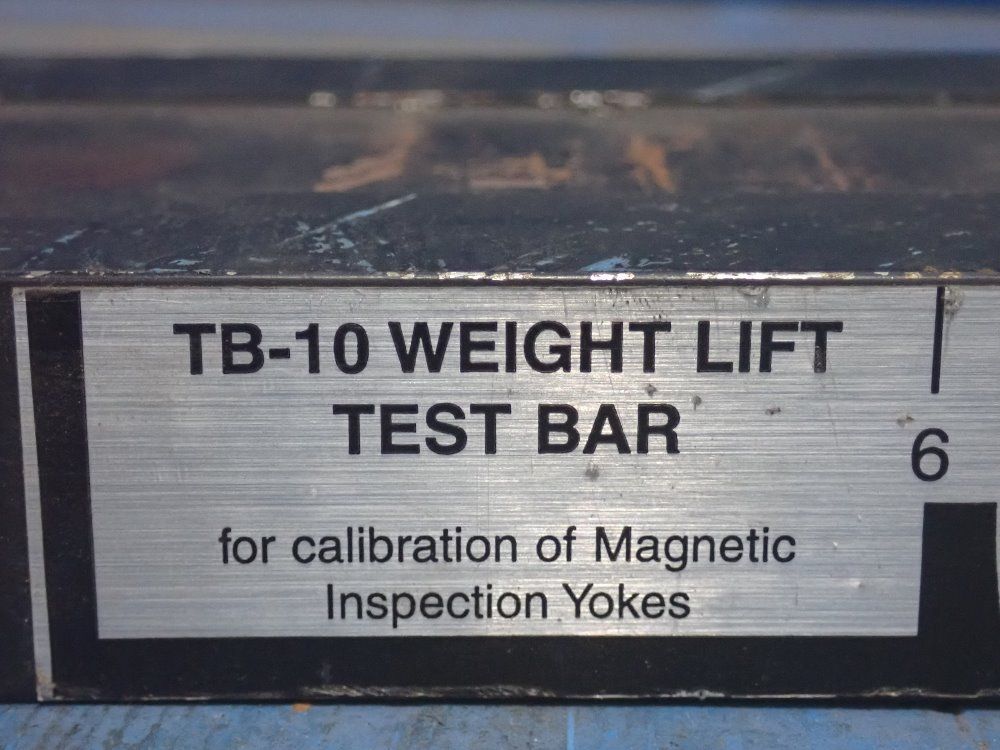 TB-10 WEIGHT LIFT
TEST BAR
6
for calibration of Magnetic
Inspection Yokes